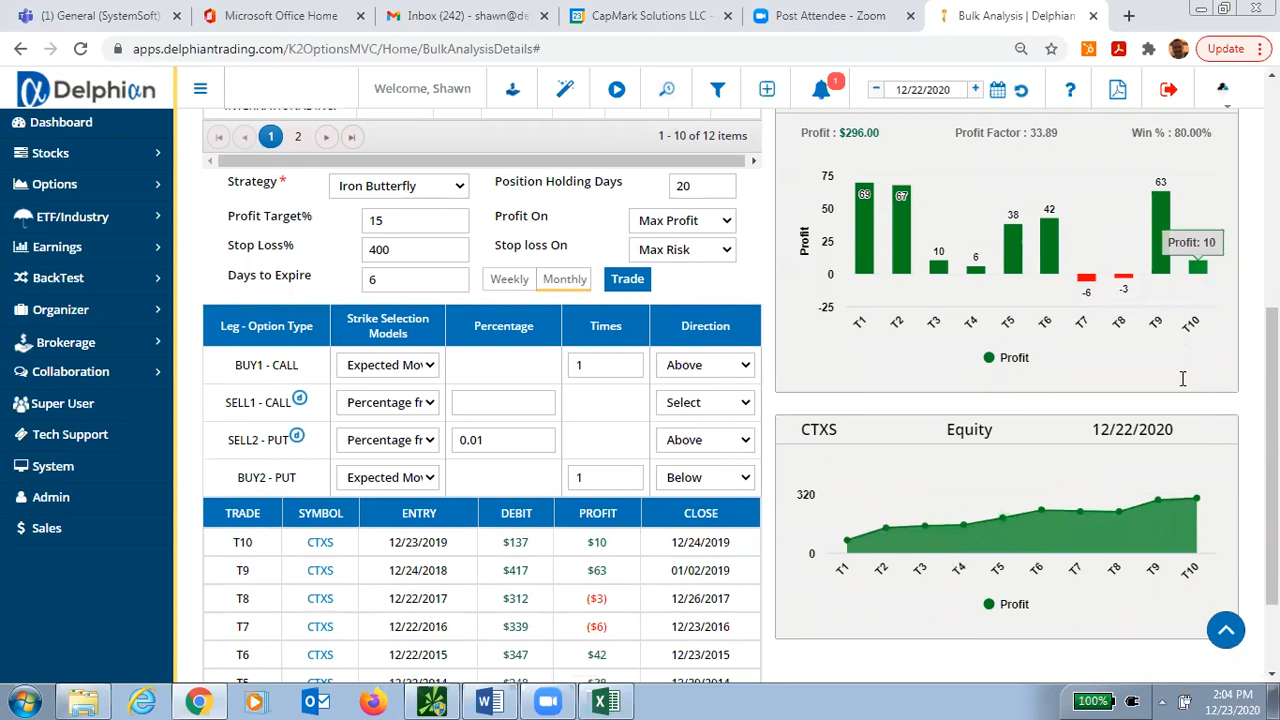 general (SystemSoft
Microsoft Office Home
Inbox (242) - shawn@de
CapMark Solutions LLC -
Post Attendee - Zoom
Bulk Analysis | Delphian
apps.delphiantrading.com/K2OptionsMVC/Home/BulkAnalysisDetails#
Update
Delphian
Welcome, Shawn
1
12/22/2020
Dashboard
Stocks
Options
ETF/Industry
Earnings
BackTest
Organizer
Brokerage
Collaboration
Super User
Tech Support
System
Admin
Sales
1 2
1 - 10 of 12 items
Strategy * Iron Butterfly
Position Holding Days 20
Profit Target% 15
Profit On Max Profit
Stop Loss% 400
Stop loss On Max Risk
Days to Expire 6
Weekly Monthly Trade
Leg - Option Type Strike Selection Models Percentage Times Direction
BUY1 - CALL Expected Mov 1 Above
SELL1 - CALL d Percentage fr Select
SELL2 - PUT d Percentage fr 0.01 Above
BUY2 - PUT Expected Mov 1 Below
TRADE SYMBOL ENTRY DEBIT PROFIT CLOSE
T10 CTXS 12/23/2019 $137 $10 12/24/2019
T9 CTXS 12/24/2018 $417 $63 01/02/2019
T8 CTXS 12/22/2017 $312 ($3) 12/26/2017
T7 CTXS 12/22/2016 $339 ($6) 12/23/2016
T6 CTXS 12/22/2015 $347 $42 12/23/2015
Profit : $296.00 Profit Factor : 33.89 Win % : 80.00%
Profit
75
50
25
0
-25
69 67 10 6 38 42 -6 -3 63
Profit: 10
T1 T2 T3 T4 T5 T6 T7 T8 T9 T10
Profit
CTXS Equity 12/22/2020
320
0
T1 T2 T3 T4 T5 T6 T7 T8 T9 T10
Profit
100%
2:04 PM
12/23/2020